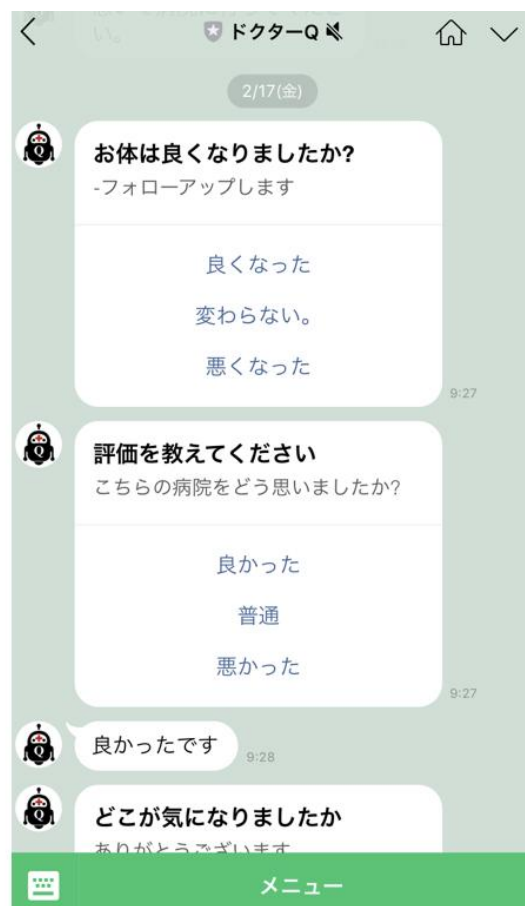 ドクターQ
2/17(金)
お体は良くなりましたか?
-フォローアップします
良くなった
変わらない。
悪くなった
9:27
評価を教えてください
こちらの病院をどう思いましたか?
良かった
普通
悪かった
9:27
良かったです
9:28
どこが気になりましたか
ありがとうございます
メニュー